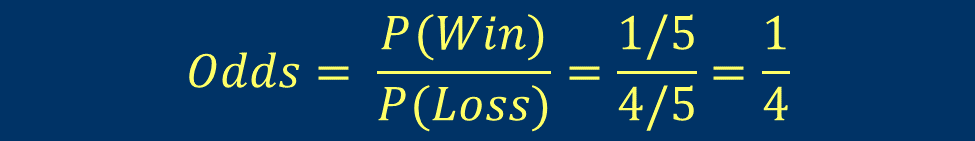 Odds = P(Win)/P(Loss) = 1/5/4/5 = 1/4